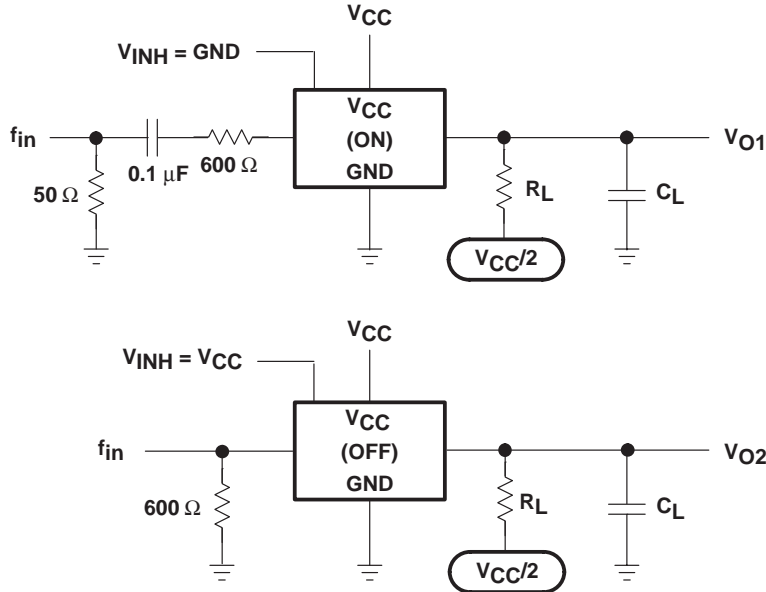 VCC
VINH = GND
VCC
(ON)
GND
fin
50 Ω
0.1 μF
600 Ω
RL
VCC/2
CL
VO1
VCC
VINH = VCC
VCC
(OFF)
GND
fin
600 Ω
RL
VCC/2
CL
VO2